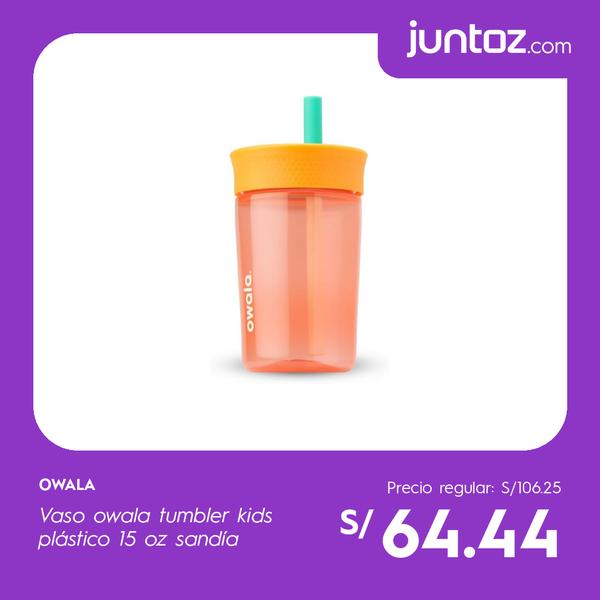 juntoz.com
owala
OWALA
Vaso owala tumbler kids
plástico 15 oz sandía
Precio regular: S/106.25
S/64.44